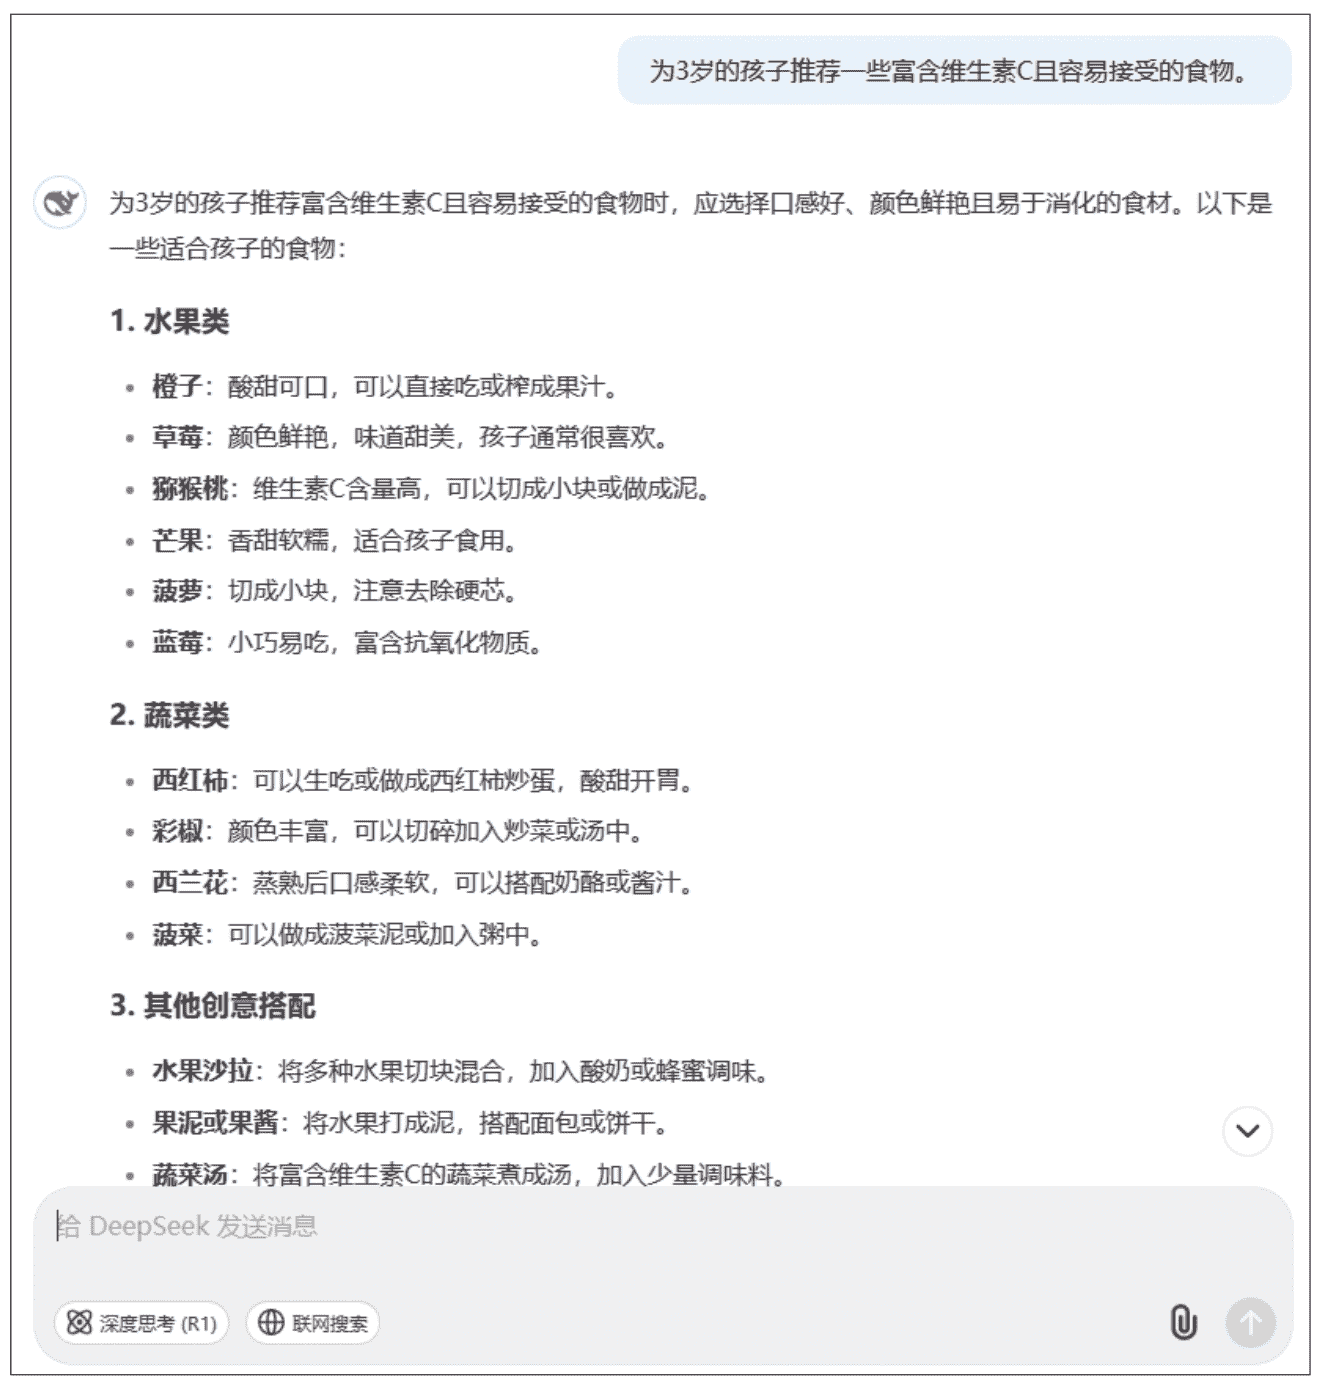 为3岁的孩子推荐一些富含维生素C且容易接受的食物。
为3岁的孩子推荐富含维生素C且容易接受的食物时，应选择口感好、颜色鲜艳且易于消化的食材。以下是
一些适合孩子的食物：
1. 水果类
• 橙子：酸甜可口，可以直接吃或榨成果汁。
• 草莓：颜色鲜艳，味道甜美，孩子通常很喜欢。
• 猕猴桃：维生素C含量高，可以切成小块或做成泥。
• 芒果：香甜软糯，适合孩子食用。
• 菠萝：切成小块，注意去除硬芯。
• 蓝莓：小巧易吃，富含抗氧化物质。
2. 蔬菜类
• 西红柿：可以生吃或做成西红柿炒蛋，酸甜开胃。
• 彩椒：颜色丰富，可以切碎加入炒菜或汤中。
• 西兰花：蒸熟后口感柔软，可以搭配奶酪或酱汁。
• 菠菜：可以做成菠菜泥或加入粥中。
3. 其他创意搭配
• 水果沙拉：将多种水果切块混合，加入酸奶或蜂蜜调味。
• 果泥或果酱：将水果打成泥，搭配面包或饼干。
• 蔬菜汤：将富含维生素C的蔬菜煮成汤，加入少量调味料。
给 DeepSeek 发送消息
深度思考 (R1) 联网搜索